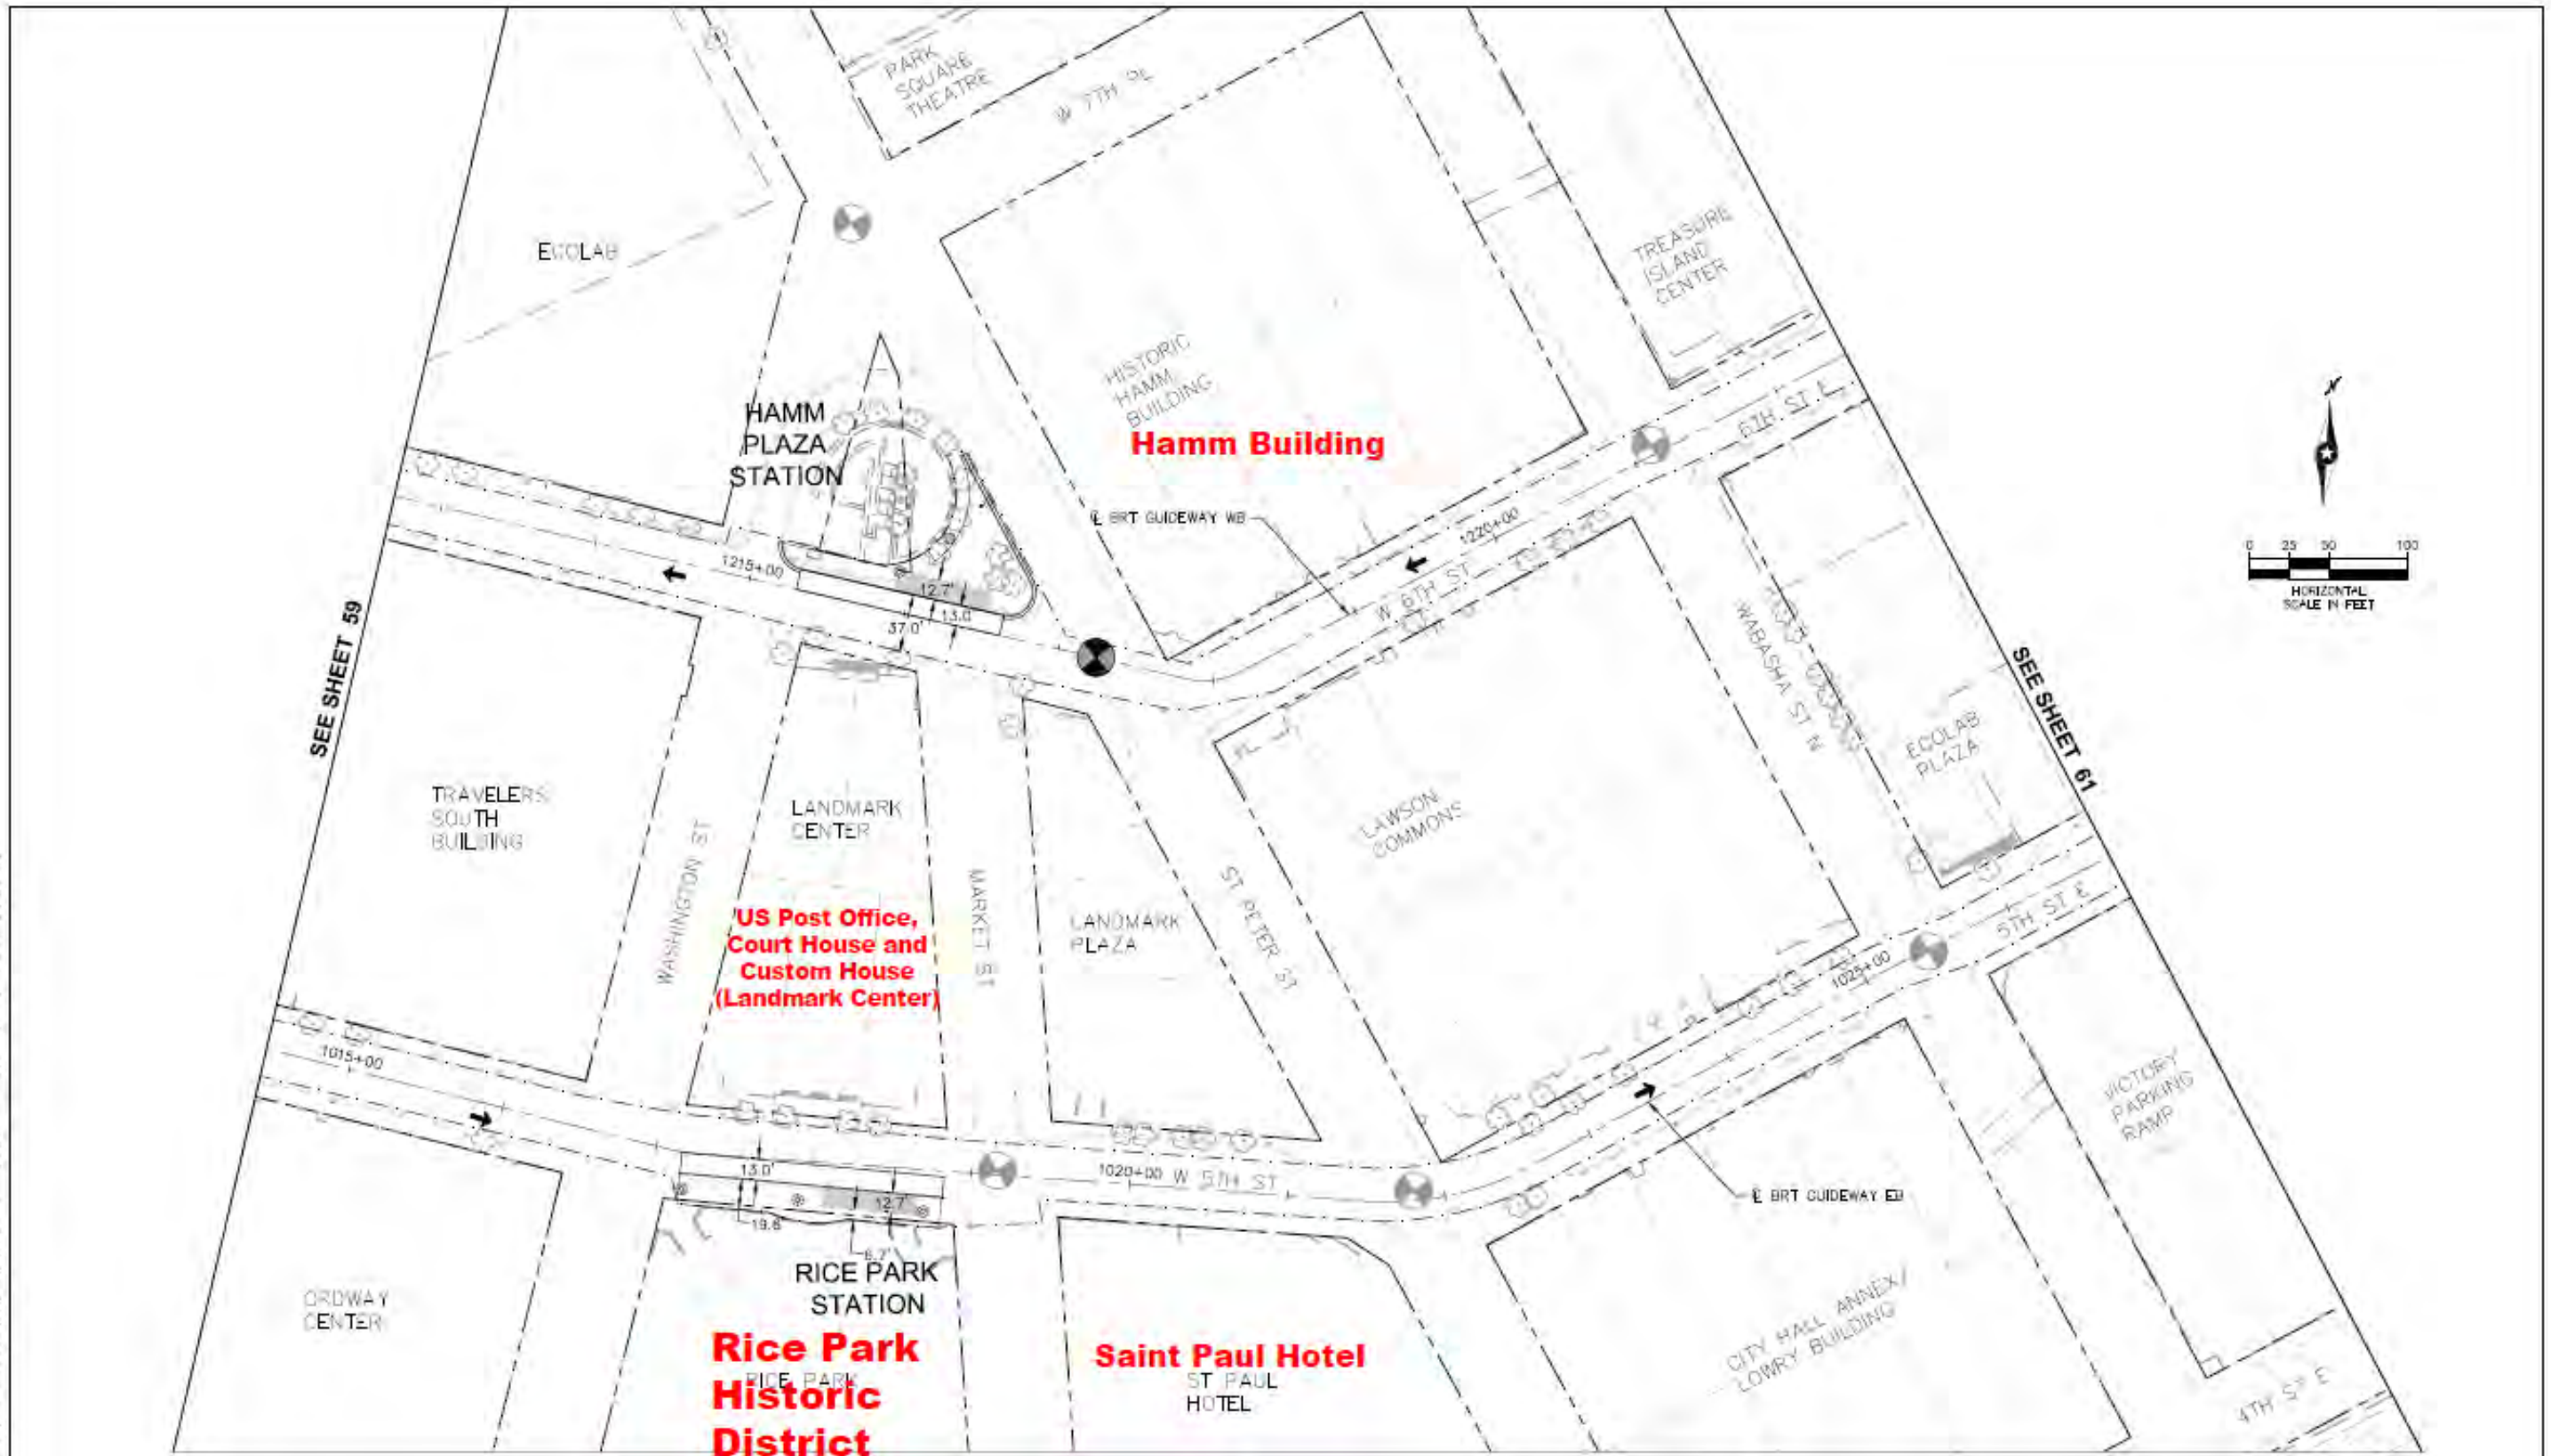 PARK
SQUARE
THEATRE
W 7TH PL
ECOLAB
TREASURE
ISLAND
CENTER
HISTORIC
HAMM
BUILDING
Hamm Building
HAMM
PLAZA
STATION
6TH ST E
N
0 25 50 100
HORIZONTAL
SCALE IN FEET
℄ BRT GUIDEWAY WB
1220+00
W 6TH ST
1215+00
12.7'
13.0'
37.0'
SEE SHEET 59
WABASHA ST N
SEE SHEET 61
ECOLAB
PLAZA
TRAVELERS
SOUTH
BUILDING
WASHINGTON ST
LANDMARK
CENTER
US Post Office,
Court House and
Custom House
(Landmark Center)
MARKET ST
LANDMARK
PLAZA
ST PETER ST
LAWSON
COMMONS
5TH ST E
1025+00
1015+00
VICTORY
PARKING
RAMP
13.0'
12.7'
19.6'
1020+00 W 5TH ST
℄ BRT GUIDEWAY EB
RICE PARK
STATION
ORDWAY
CENTER
Rice Park
RICE PARK
Historic
District
Saint Paul Hotel
ST PAUL
HOTEL
CITY HALL ANNEX/
LOWRY BUILDING
4TH ST E